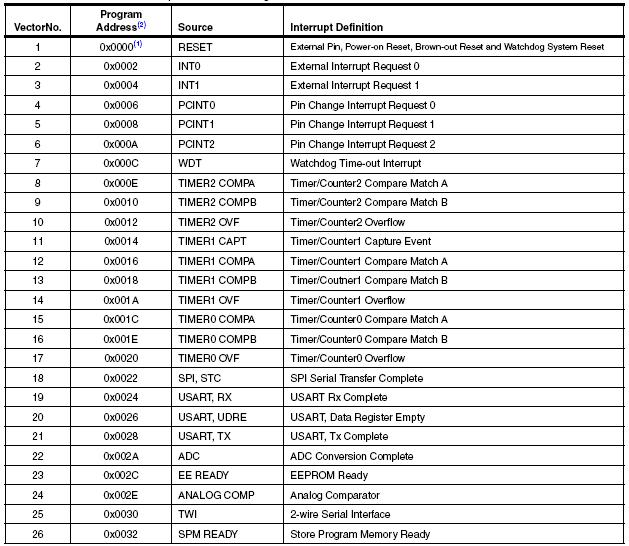 VectorNo. Program Address(2) Source Interrupt Definition
1 0x0000(1) RESET External Pin, Power-on Reset, Brown-out Reset and Watchdog System Reset
2 0x0002 INT0 External Interrupt Request 0
3 0x0004 INT1 External Interrupt Request 1
4 0x0006 PCINT0 Pin Change Interrupt Request 0
5 0x0008 PCINT1 Pin Change Interrupt Request 1
6 0x000A PCINT2 Pin Change Interrupt Request 2
7 0x000C WDT Watchdog Time-out Interrupt
8 0x000E TIMER2 COMPA Timer/Counter2 Compare Match A
9 0x0010 TIMER2 COMPB Timer/Counter2 Compare Match B
10 0x0012 TIMER2 OVF Timer/Counter2 Overflow
11 0x0014 TIMER1 CAPT Timer/Counter1 Capture Event
12 0x0016 TIMER1 COMPA Timer/Counter1 Compare Match A
13 0x0018 TIMER1 COMPB Timer/Coutner1 Compare Match B
14 0x001A TIMER1 OVF Timer/Counter1 Overflow
15 0x001C TIMER0 COMPA Timer/Counter0 Compare Match A
16 0x001E TIMER0 COMPB Timer/Counter0 Compare Match B
17 0x0020 TIMER0 OVF Timer/Counter0 Overflow
18 0x0022 SPI, STC SPI Serial Transfer Complete
19 0x0024 USART, RX USART Rx Complete
20 0x0026 USART, UDRE USART, Data Register Empty
21 0x0028 USART, TX USART, Tx Complete
22 0x002A ADC ADC Conversion Complete
23 0x002C EE READY EEPROM Ready
24 0x002E ANALOG COMP Analog Comparator
25 0x0030 TWI 2-wire Serial Interface
26 0x0032 SPM READY Store Program Memory Ready